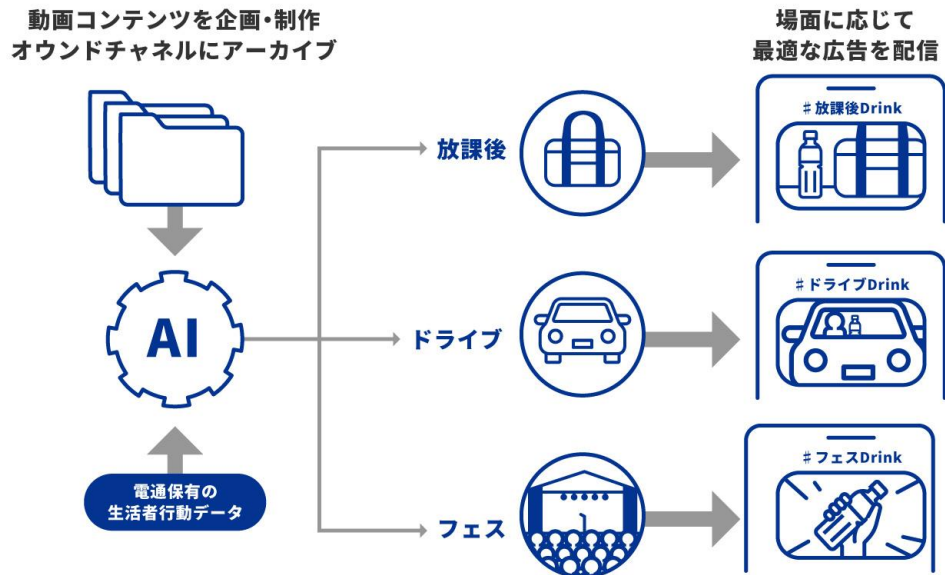 動画コンテンツを企画・制作
オウンドチャネルにアーカイブ
場面に応じて
最適な広告を配信
AI
電通保有の
生活者行動データ
放課後
#放課後Drink
ドライブ
#ドライブDrink
フェス
#フェスDrink